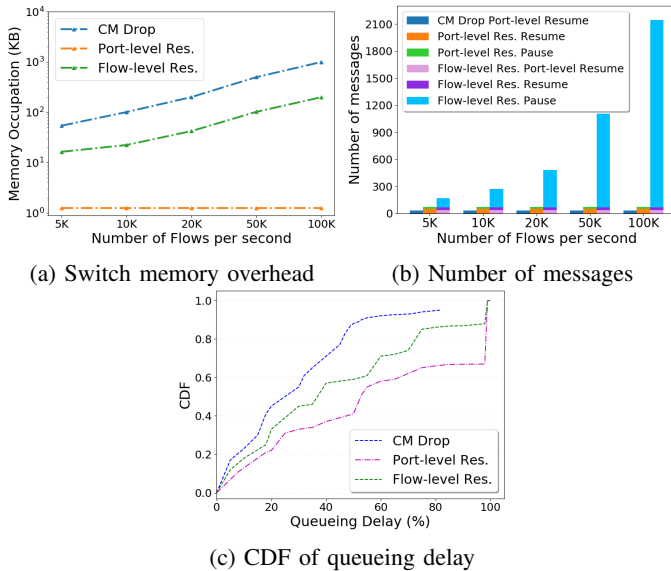 CM Drop
Port-level Res.
Flow-level Res.
Memory Occupation (KB)
10⁴
10³
10²
10¹
10⁰
5K 10K 20K 50K 100K
Number of Flows per second
(a) Switch memory overhead
CM Drop Port-level Resume
Port-level Res. Resume
Port-level Res. Pause
Flow-level Res. Port-level Resume
Flow-level Res. Resume
Flow-level Res. Pause
Number of messages
2100
1800
1500
1200
900
600
300
0
5K 10K 20K 50K 100K
Number of Flows per second
(b) Number of messages
CDF
1.0
0.8
0.6
0.4
0.2
0.0
CM Drop
Port-level Res.
Flow-level Res.
0 20 40 60 80 100
Queueing Delay (%)
(c) CDF of queueing delay